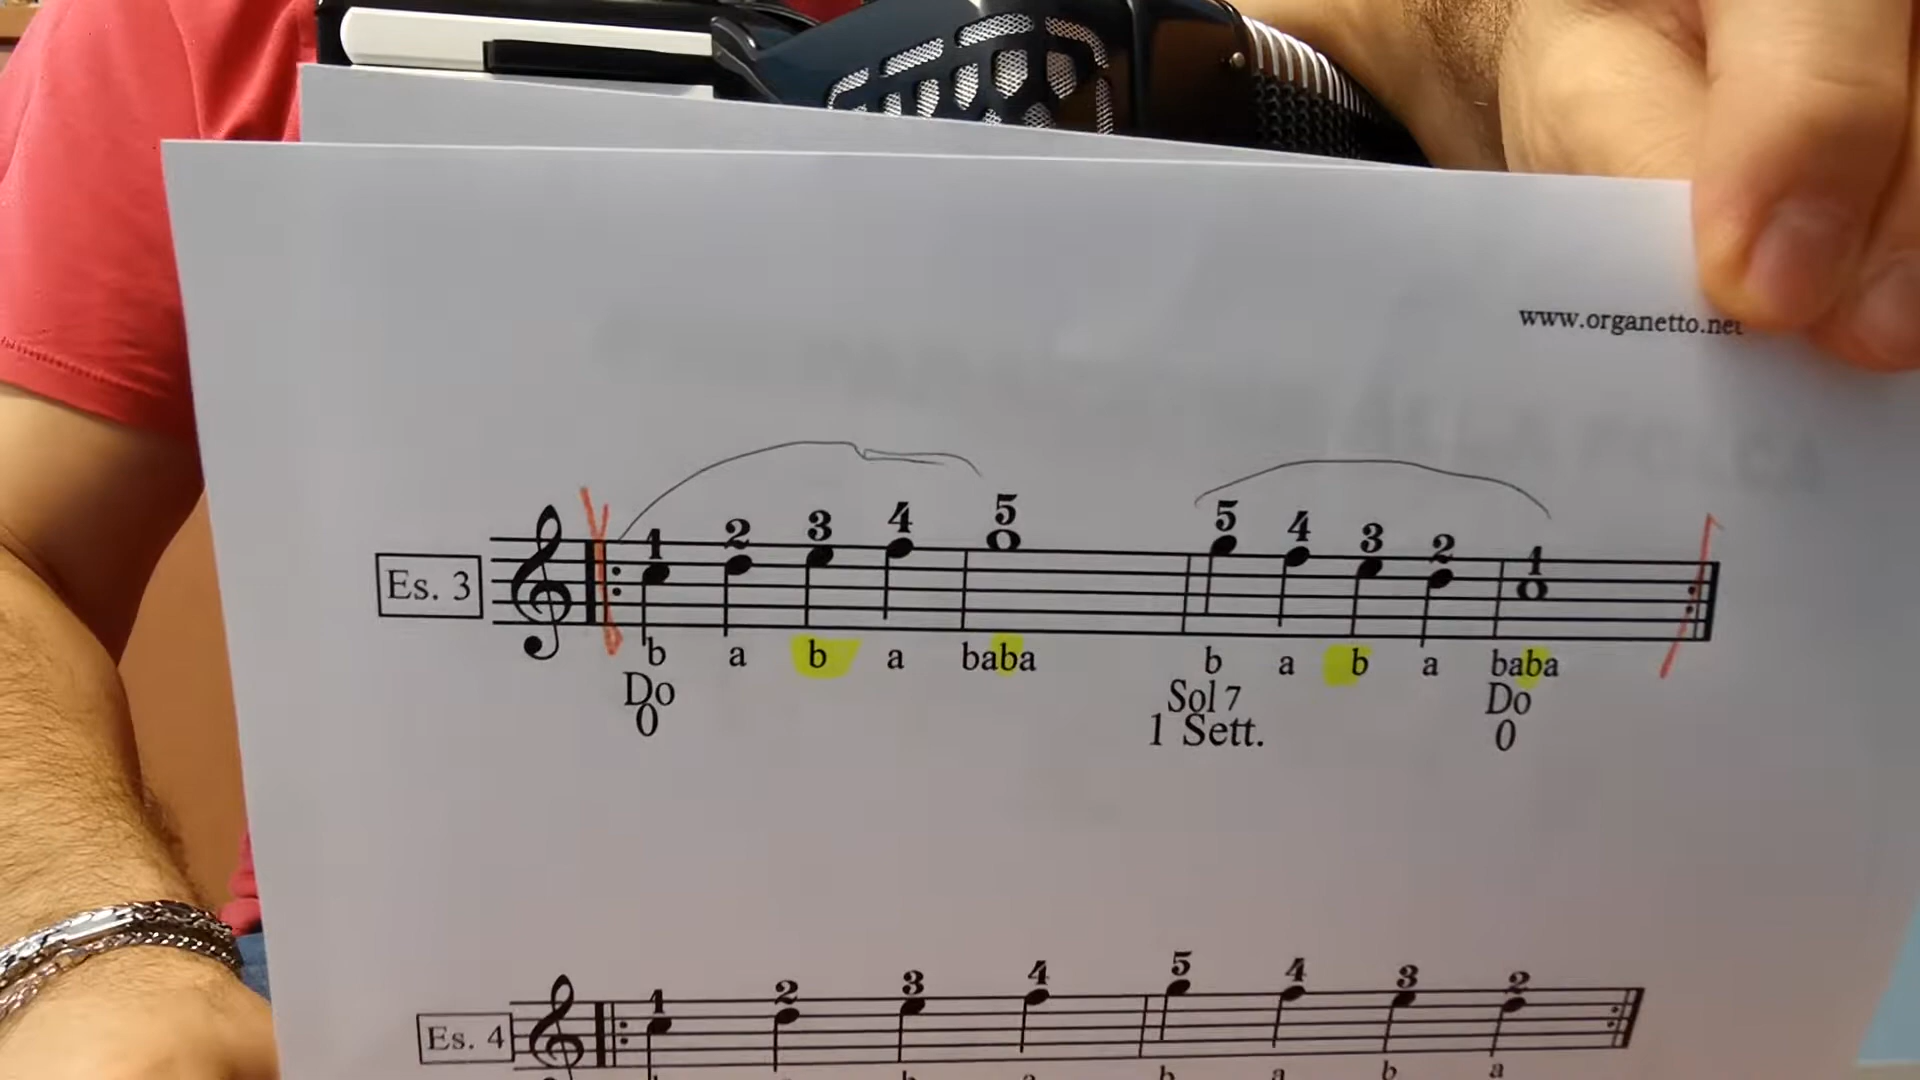 www.organetto.net
1 2 3 4 5 5 4 3 2 1
Es. 3
b a b a baba b a b a baba
Do Sol 7 Do
0 1 Sett. 0
1 2 3 4 5 4 3 2
Es. 4
b a b a